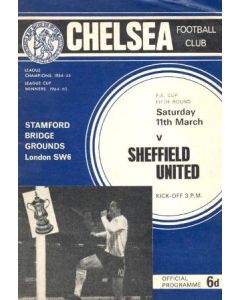 CHELSEA
FOOTBALL
CLUB
LEAGUE
CHAMPIONS 1954-55
LEAGUE CUP
WINNERS 1964-65
STAMFORD
BRIDGE
GROUNDS
London SW6
F.A. CUP
FIFTH ROUND
Saturday
11th March
v
SHEFFIELD
UNITED
KICK-OFF 3 P.M.
OFFICIAL
PROGRAMME
6d